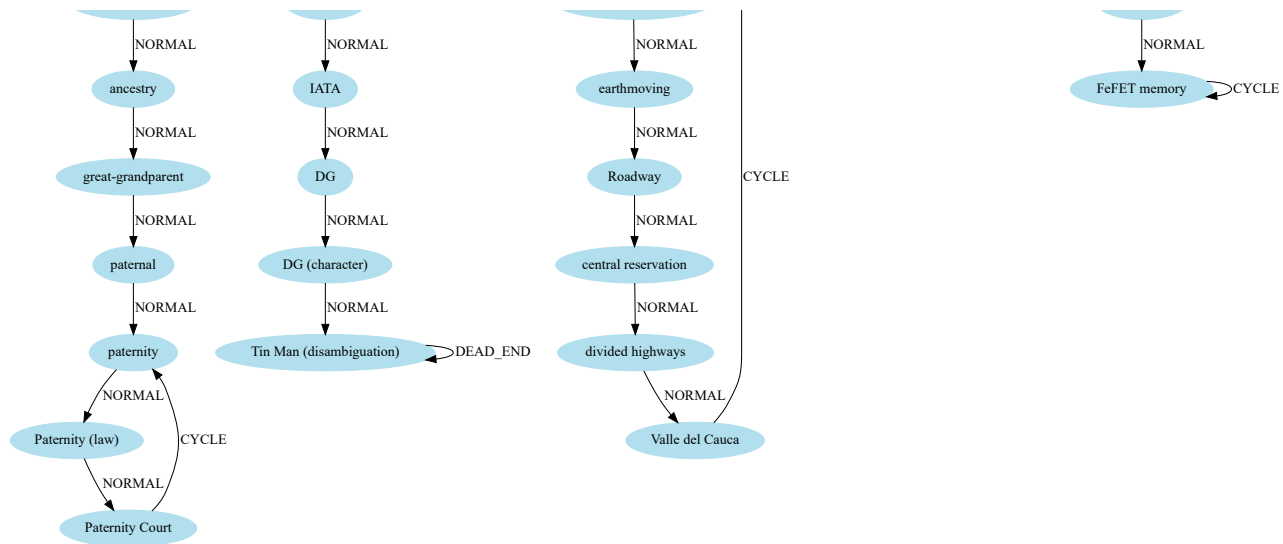 NORMAL NORMAL NORMAL NORMAL
ancestry IATA earthmoving FeFET memory CYCLE
NORMAL NORMAL NORMAL
great-grandparent DG Roadway CYCLE
NORMAL NORMAL NORMAL
paternal DG (character) central reservation
NORMAL NORMAL NORMAL
paternity Tin Man (disambiguation) DEAD_END divided highways
NORMAL NORMAL
Paternity (law) CYCLE Valle del Cauca
NORMAL
Paternity Court